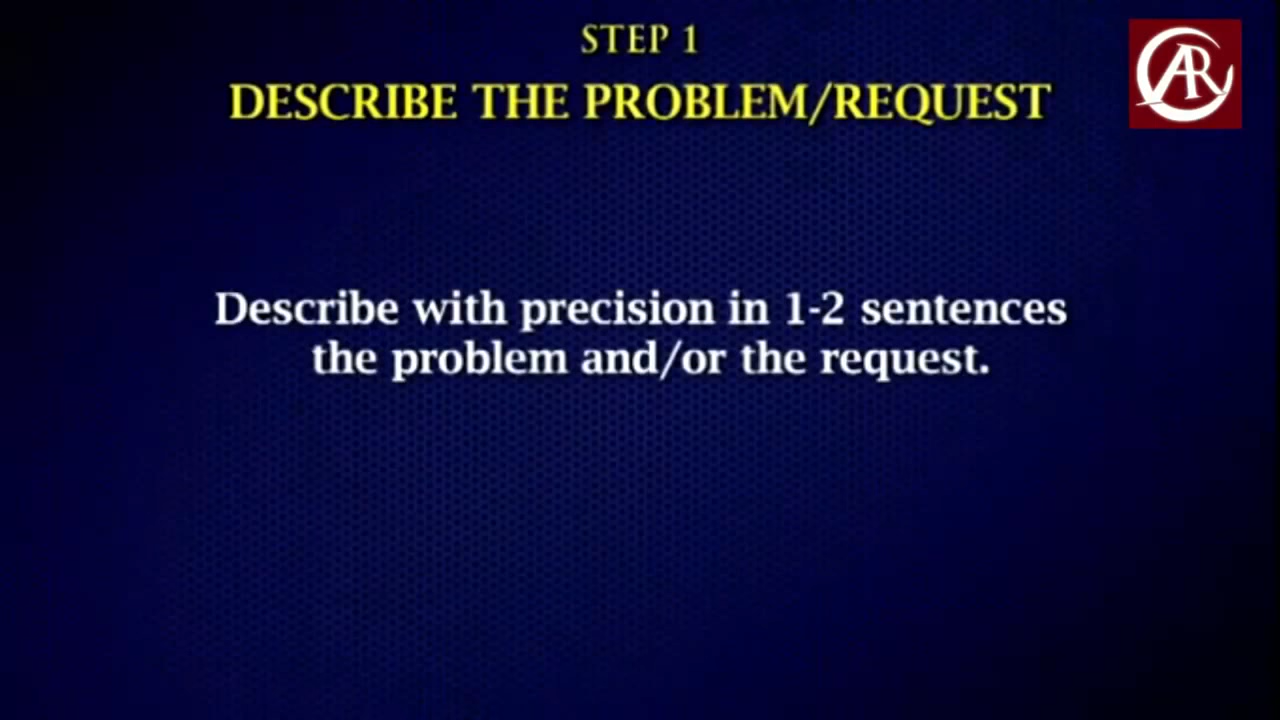 STEP 1
DESCRIBE THE PROBLEM/REQUEST
Describe with precision in 1-2 sentences
the problem and/or the request.